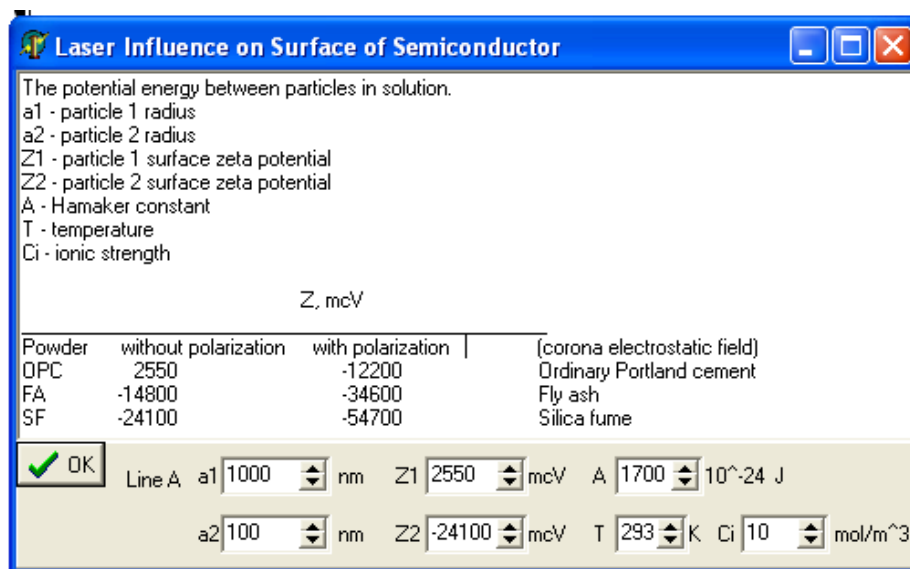 Laser Influence on Surface of Semiconductor
The potential energy between particles in solution.
a1 - particle 1 radius
a2 - particle 2 radius
Z1 - particle 1 surface zeta potential
Z2 - particle 2 surface zeta potential
A - Hamaker constant
T - temperature
Ci - ionic strength
Z, mcV
Powder without polarization with polarization (corona electrostatic field)
OPC 2550 -12200 Ordinary Portland cement
FA -14800 -34600 Fly ash
SF -24100 -54700 Silica fume
OK Line A a1 1000 nm Z1 2550 mcV A 1700 10^-24 J
a2 100 nm Z2 -24100 mcV T 293 K Ci 10 mol/m^3